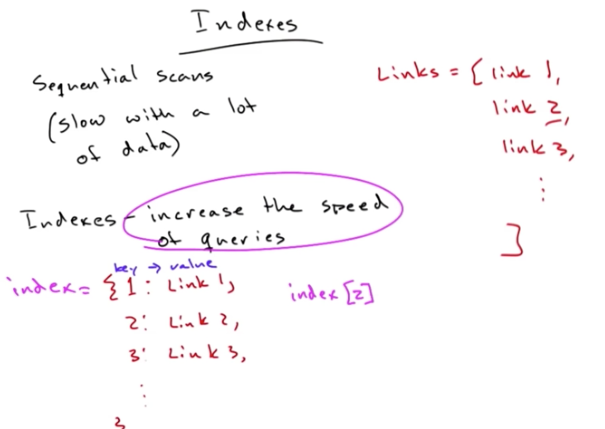 Indexes
Sequential scans
(slow with a lot
of data)
Links = [ link 1,
link 2,
link 3,
⋮
]
Indexes - increase the speed
of queries
key → value
index = { 1: Link 1,
2: Link 2,
3: Link 3,
⋮
}
index [2]